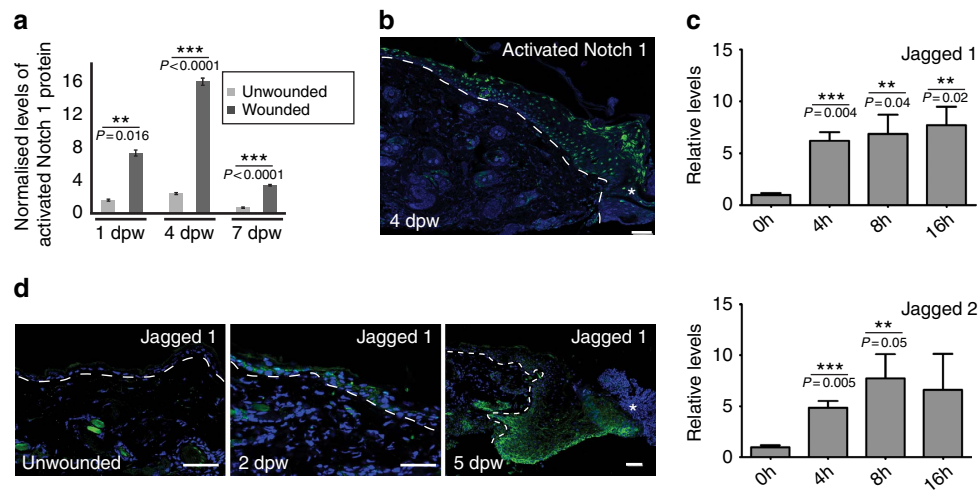 a
Normalised levels of
activated Notch 1 protein
16
12
8
4
0
**
P=0.016
***
P<0.0001
***
P<0.0001
Unwounded
Wounded
1 dpw
4 dpw
7 dpw
b
Activated Notch 1
*
4 dpw
c
Jagged 1
Relative levels
15
10
5
0
***
P=0.004
**
P=0.04
**
P=0.02
0h
4h
8h
16h
Jagged 2
Relative levels
15
10
5
0
***
P=0.005
**
P=0.05
0h
4h
8h
16h
d
Jagged 1
Unwounded
Jagged 1
2 dpw
Jagged 1
*
5 dpw